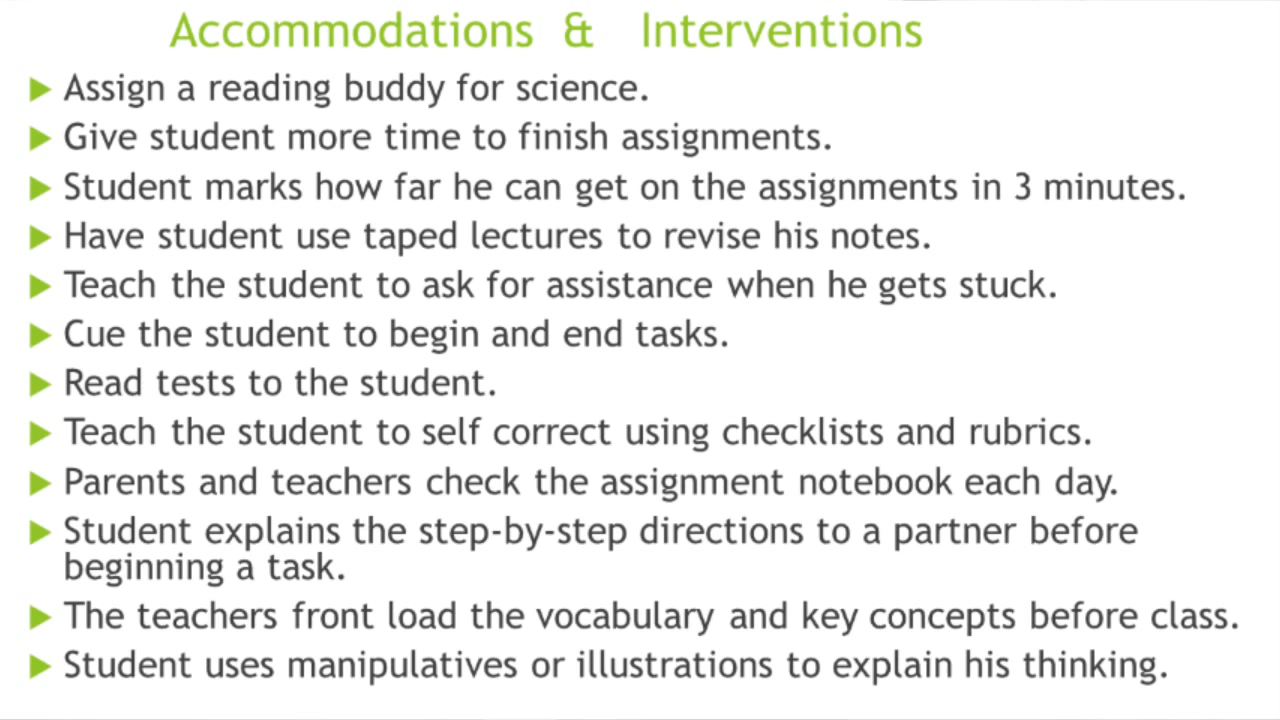 Accommodations & Interventions
Assign a reading buddy for science.
Give student more time to finish assignments.
Student marks how far he can get on the assignments in 3 minutes.
Have student use taped lectures to revise his notes.
Teach the student to ask for assistance when he gets stuck.
Cue the student to begin and end tasks.
Read tests to the student.
Teach the student to self correct using checklists and rubrics.
Parents and teachers check the assignment notebook each day.
Student explains the step-by-step directions to a partner before
beginning a task.
The teachers front load the vocabulary and key concepts before class.
Student uses manipulatives or illustrations to explain his thinking.